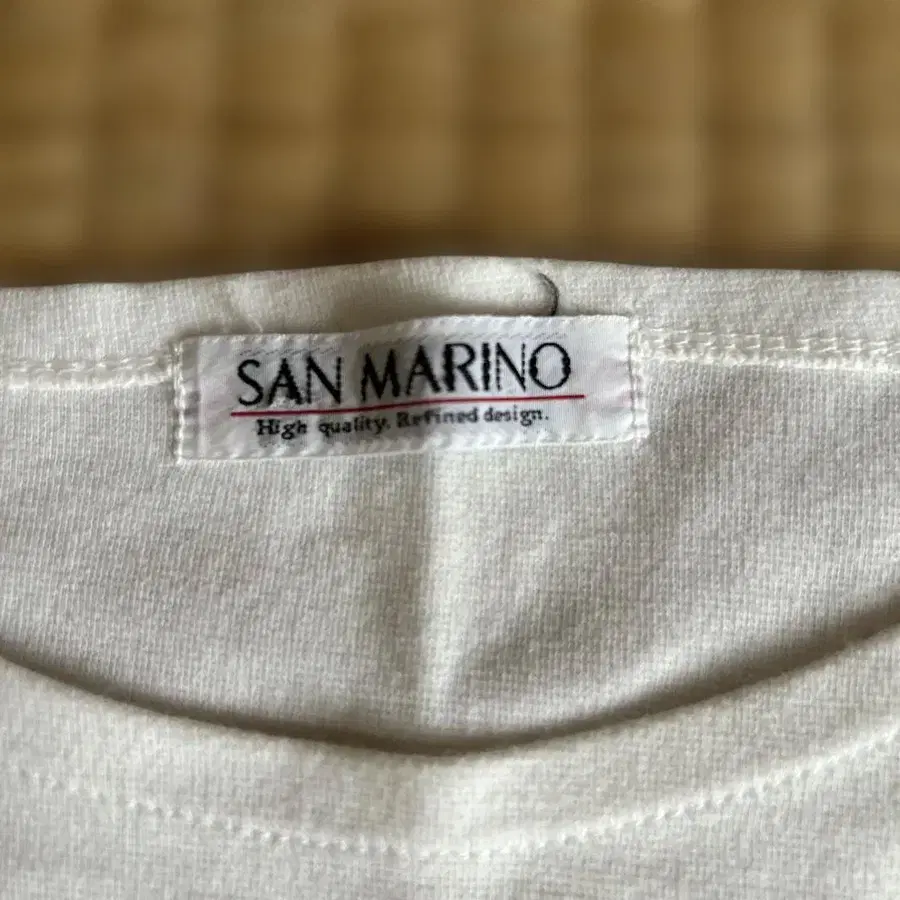 SAN MARINO
High quality. Refined design.